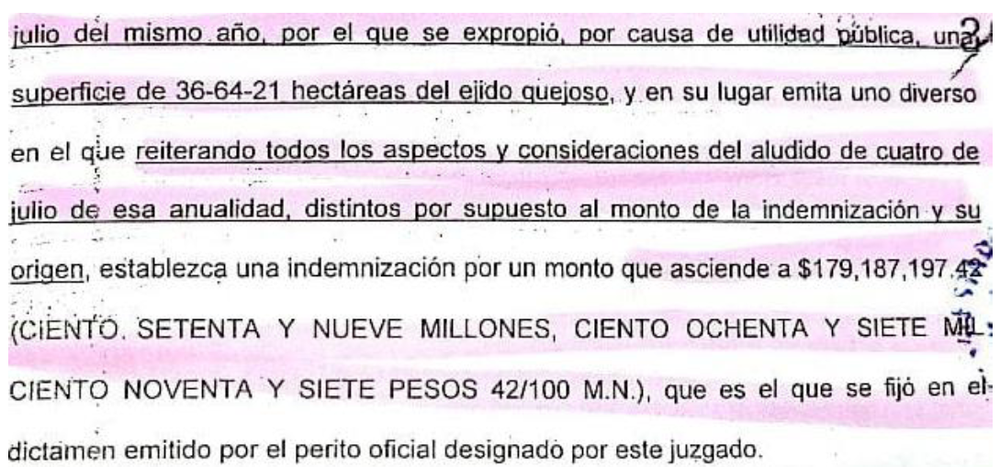 julio del mismo año, por el que se expropió, por causa de utilidad pública, una
superficie de 36-64-21 hectáreas del ejido quejoso, y en su lugar emita uno diverso
en el que reiterando todos los aspectos y consideraciones del aludido de cuatro de
julio de esa anualidad, distintos por supuesto al monto de la indemnización y su
origen, establezca una indemnización por un monto que asciende a $179,187,197.42
(CIENTO. SETENTA Y NUEVE MILLONES, CIENTO OCHENTA Y SIETE MIL
CIENTO NOVENTA Y SIETE PESOS 42/100 M.N.), que es el que se fijó en el
dictamen emitido por el perito oficial designado por este juzgado.